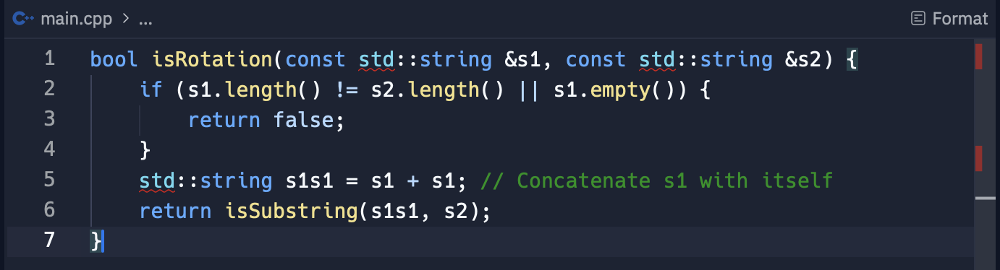 C++ main.cpp > ...
Format
1 bool isRotation(const std::string &s1, const std::string &s2) {
2     if (s1.length() != s2.length() || s1.empty()) {
3         return false;
4     }
5     std::string s1s1 = s1 + s1; // Concatenate s1 with itself
6     return isSubstring(s1s1, s2);
7 }